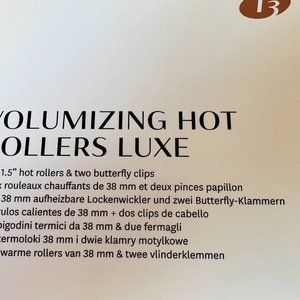 T3
VOLUMIZING HOT
ROLLERS LUXE
1.5" hot rollers & two butterfly clips
rouleaux chauffants de 38 mm et deux pinces papillon
38 mm aufheizbare Lockenwickler und zwei Butterfly-Klammern
rulos calientes de 38 mm + dos clips de cabello
bigodini termici da 38 mm & due fermagli
termoloki 38 mm i dwie klamry motylkowe
warme rollers van 38 mm & twee vlinderklemmen